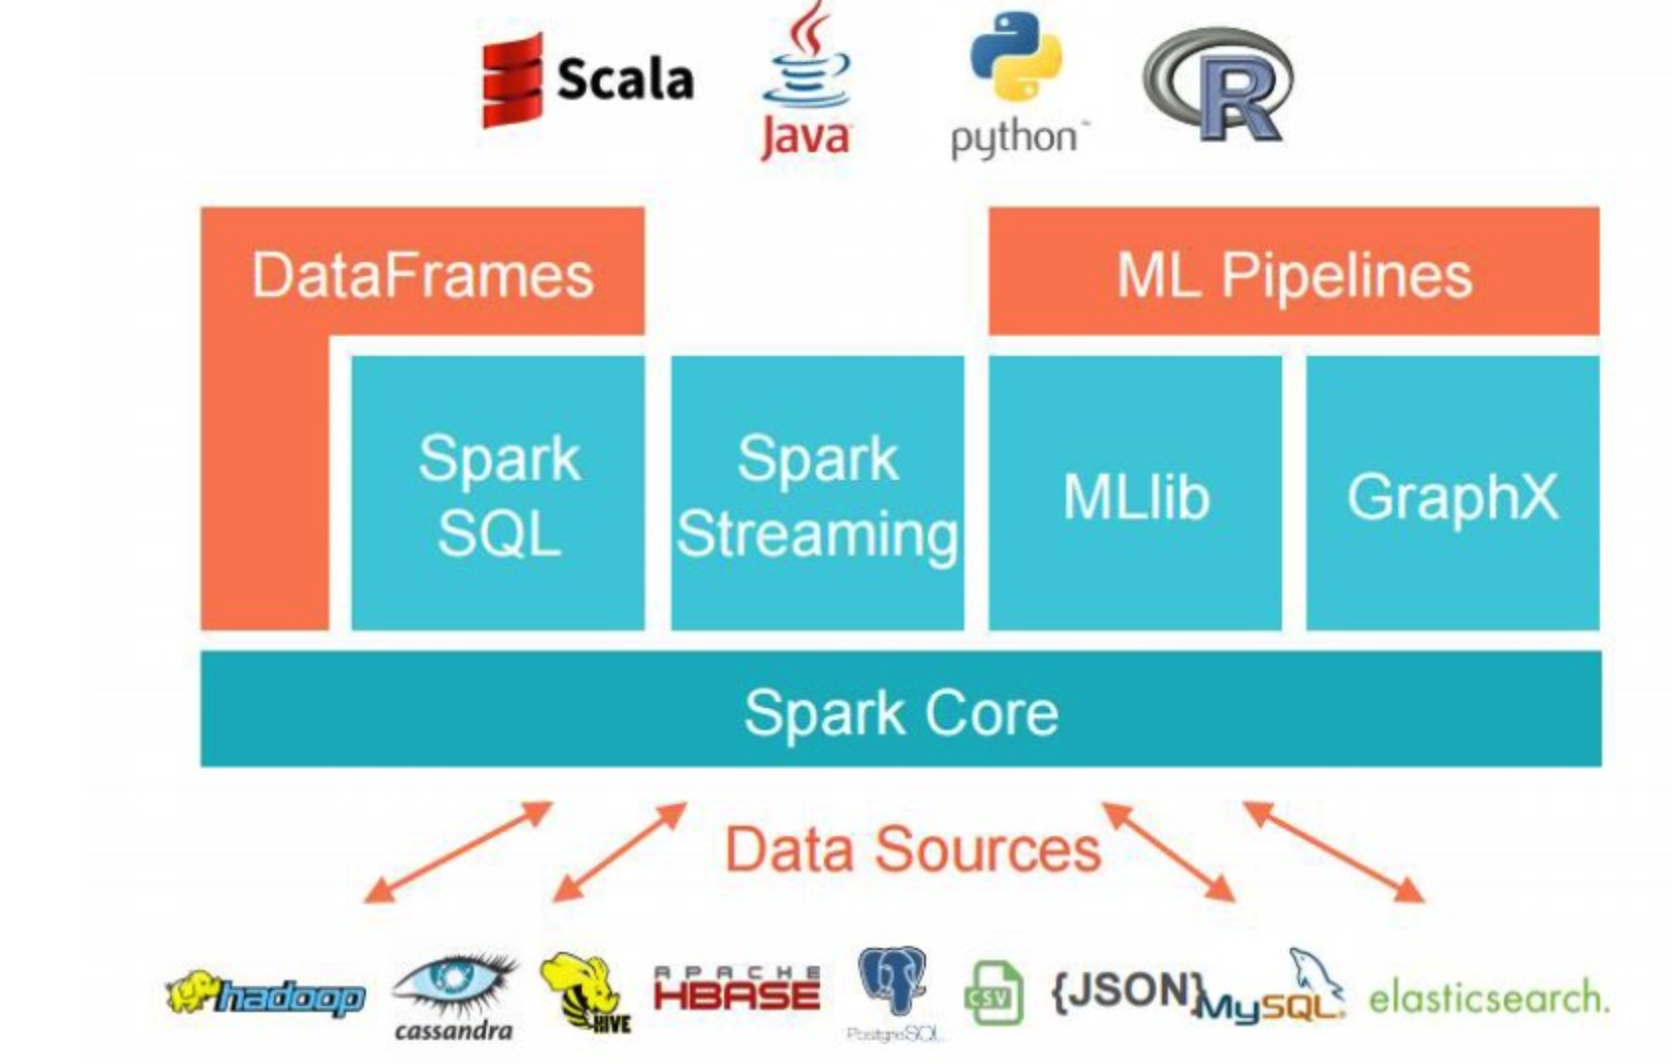 Scala
Java
python™
R
DataFrames
ML Pipelines
Spark
SQL
Spark
Streaming
MLlib
GraphX
Spark Core
Data Sources
hadoop
cassandra
HIVE
APACHE
HBASE
PostgreSQL
CSV
{JSON}
MySQL
elasticsearch.